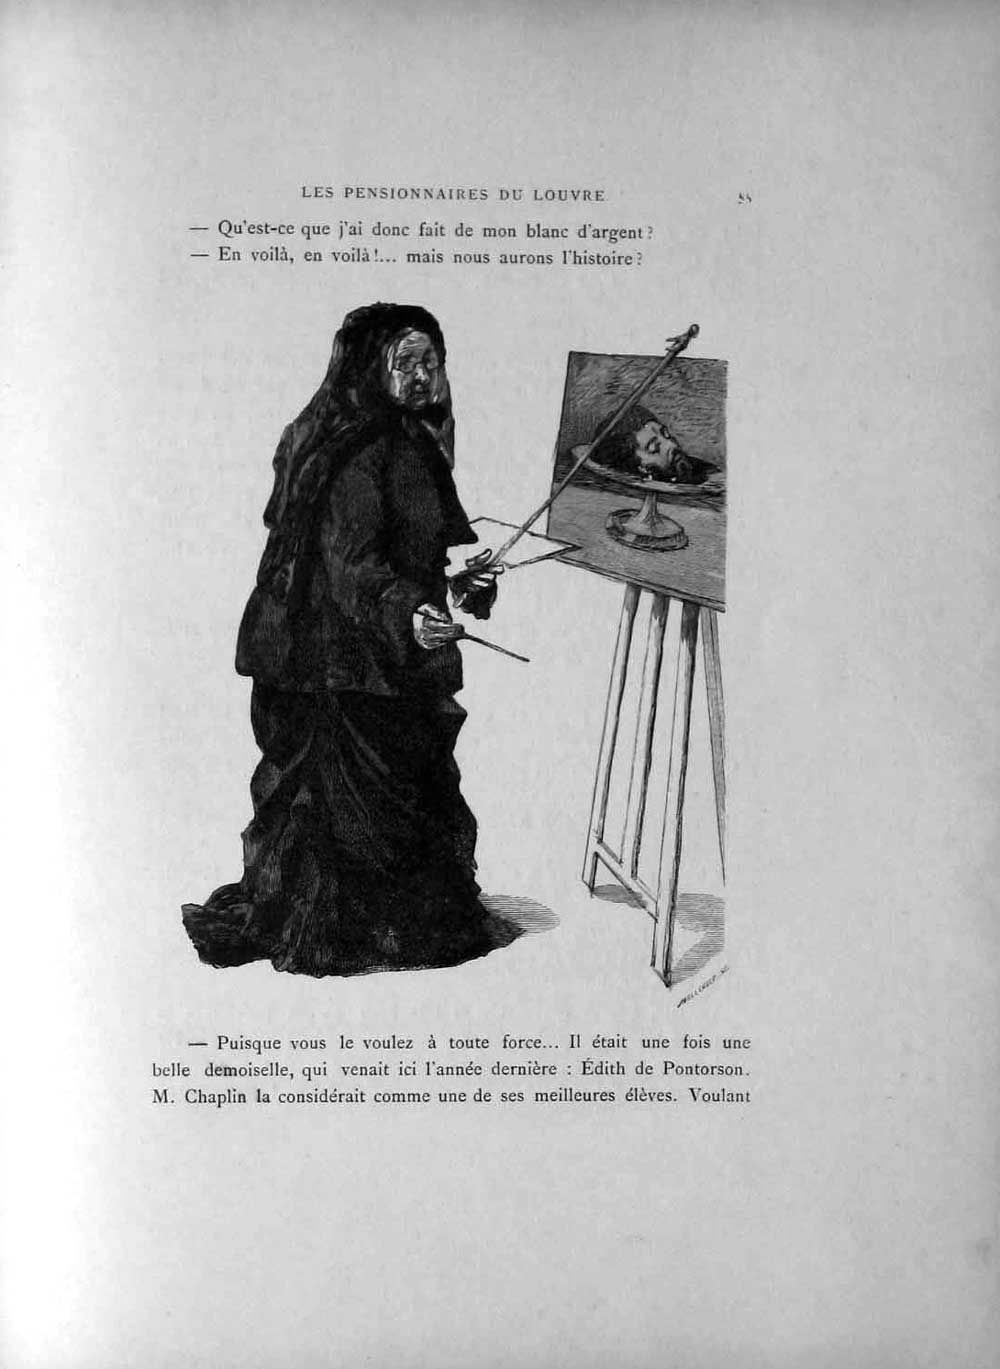 LES PENSIONNAIRES DU LOUVRE
— Qu'est-ce que j'ai donc fait de mon blanc d'argent ?
— En voilà, en voilà !... mais nous aurons l'histoire ?
— Puisque vous le voulez à toute force... Il était une fois une
belle demoiselle, qui venait ici l'année dernière : Édith de Pontorson.
M. Chaplin la considérait comme une de ses meilleures élèves. Voulant